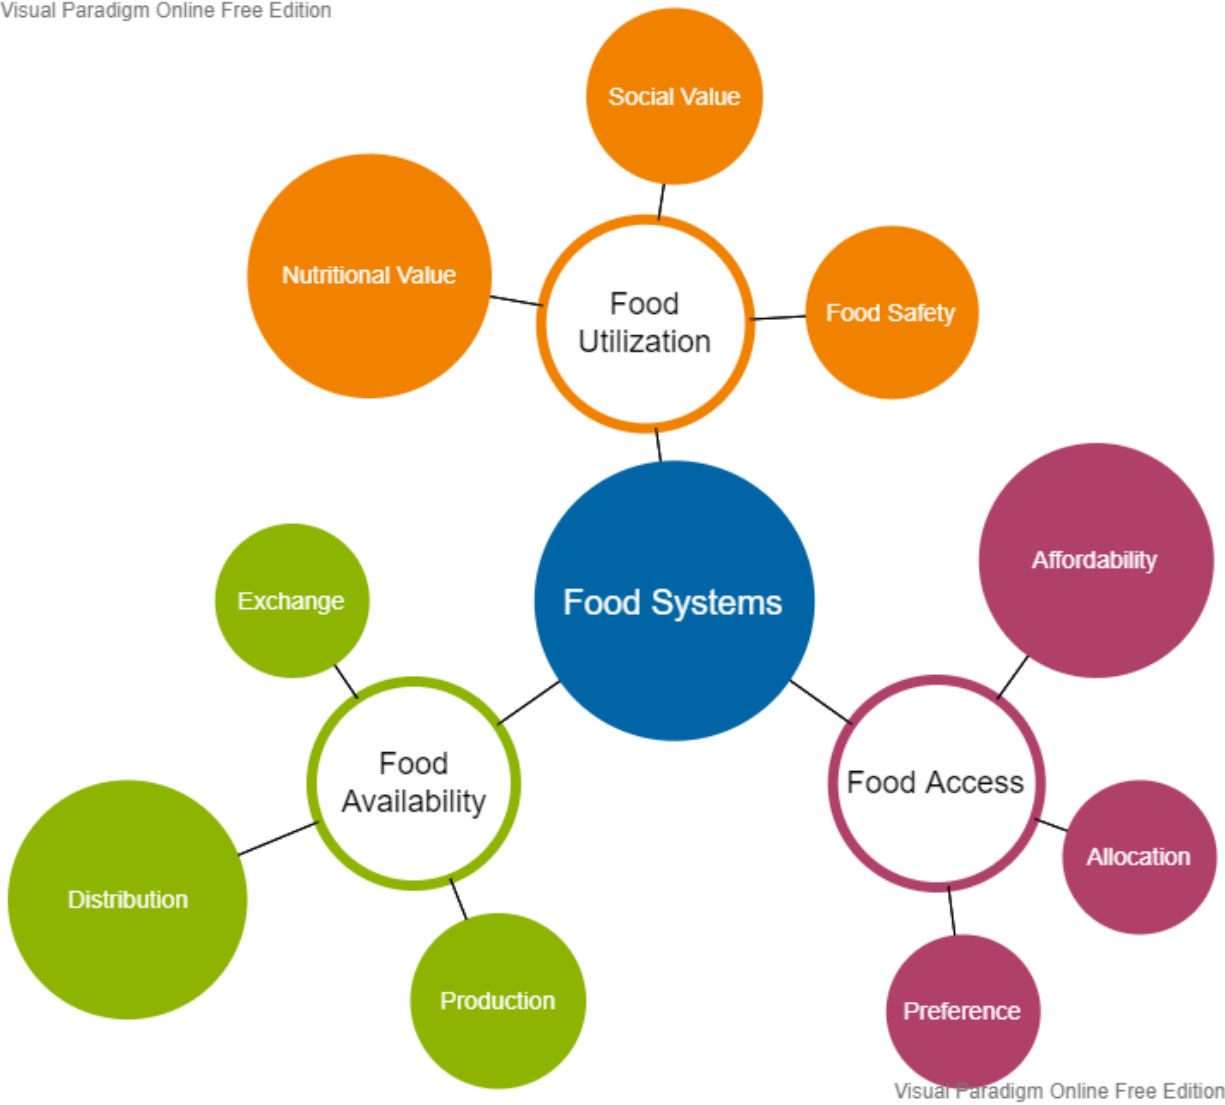 Visual Paradigm Online Free Edition
Social Value
Nutritional Value
Food
Utilization
Food Safety
Food Systems
Exchange
Food
Availability
Distribution
Production
Affordability
Food Access
Allocation
Preference
Visual Paradigm Online Free Edition